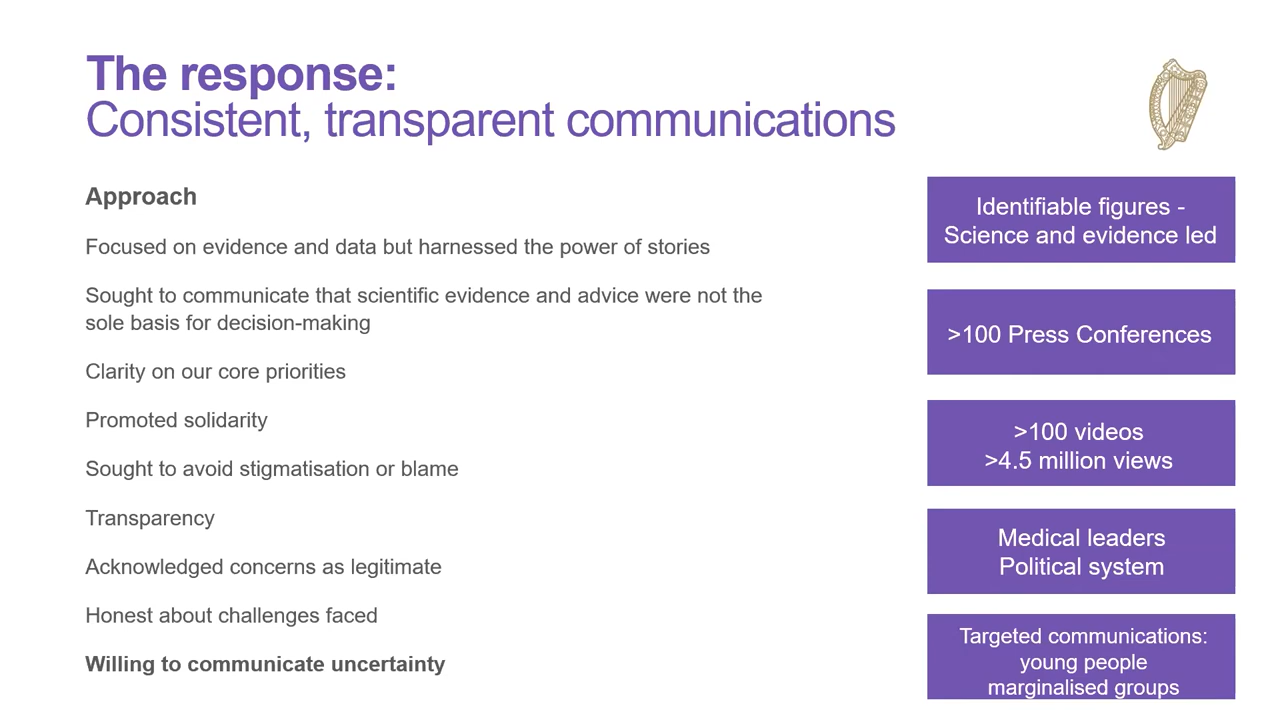 The response:
Consistent, transparent communications
Approach
Focused on evidence and data but harnessed the power of stories
Sought to communicate that scientific evidence and advice were not the
sole basis for decision-making
Clarity on our core priorities
Promoted solidarity
Sought to avoid stigmatisation or blame
Transparency
Acknowledged concerns as legitimate
Honest about challenges faced
Willing to communicate uncertainty
Identifiable figures -
Science and evidence led
>100 Press Conferences
>100 videos
>4.5 million views
Medical leaders
Political system
Targeted communications:
young people
marginalised groups